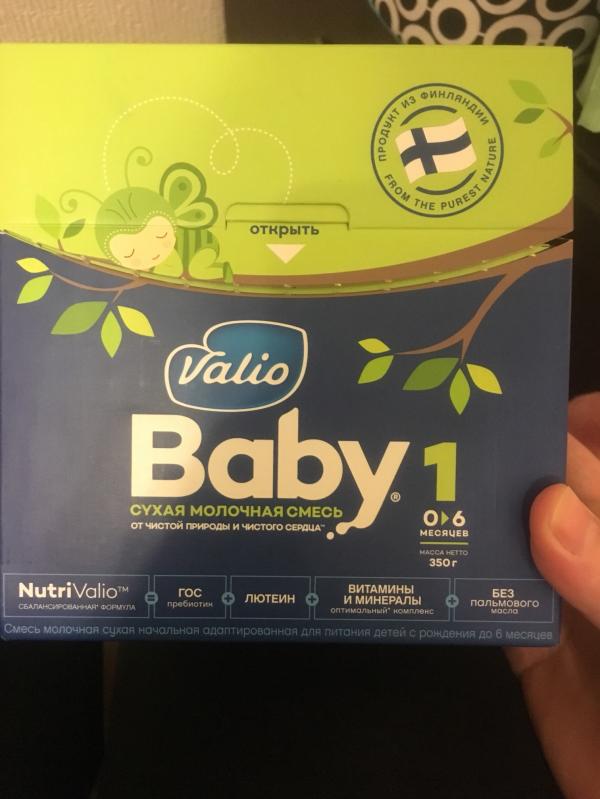 ПРОДУКТ ИЗ ФИНЛЯНДИИ
FROM THE PUREST NATURE
открыть
Valio
Baby® 1
СУХАЯ МОЛОЧНАЯ СМЕСЬ
ОТ ЧИСТОЙ ПРИРОДЫ И ЧИСТОГО СЕРДЦА™
0 6
МЕСЯЦЕВ
МАССА НЕТТО
350 г
NutriValio™
СБАЛАНСИРОВАННАЯ* ФОРМУЛА
=
ГОС
пребиотик
+
ЛЮТЕИН
+
ВИТАМИНЫ
И МИНЕРАЛЫ
оптимальный* комплекс
+
БЕЗ
пальмового
масла
Смесь молочная сухая начальная адаптированная для питания детей с рождения до 6 месяцев